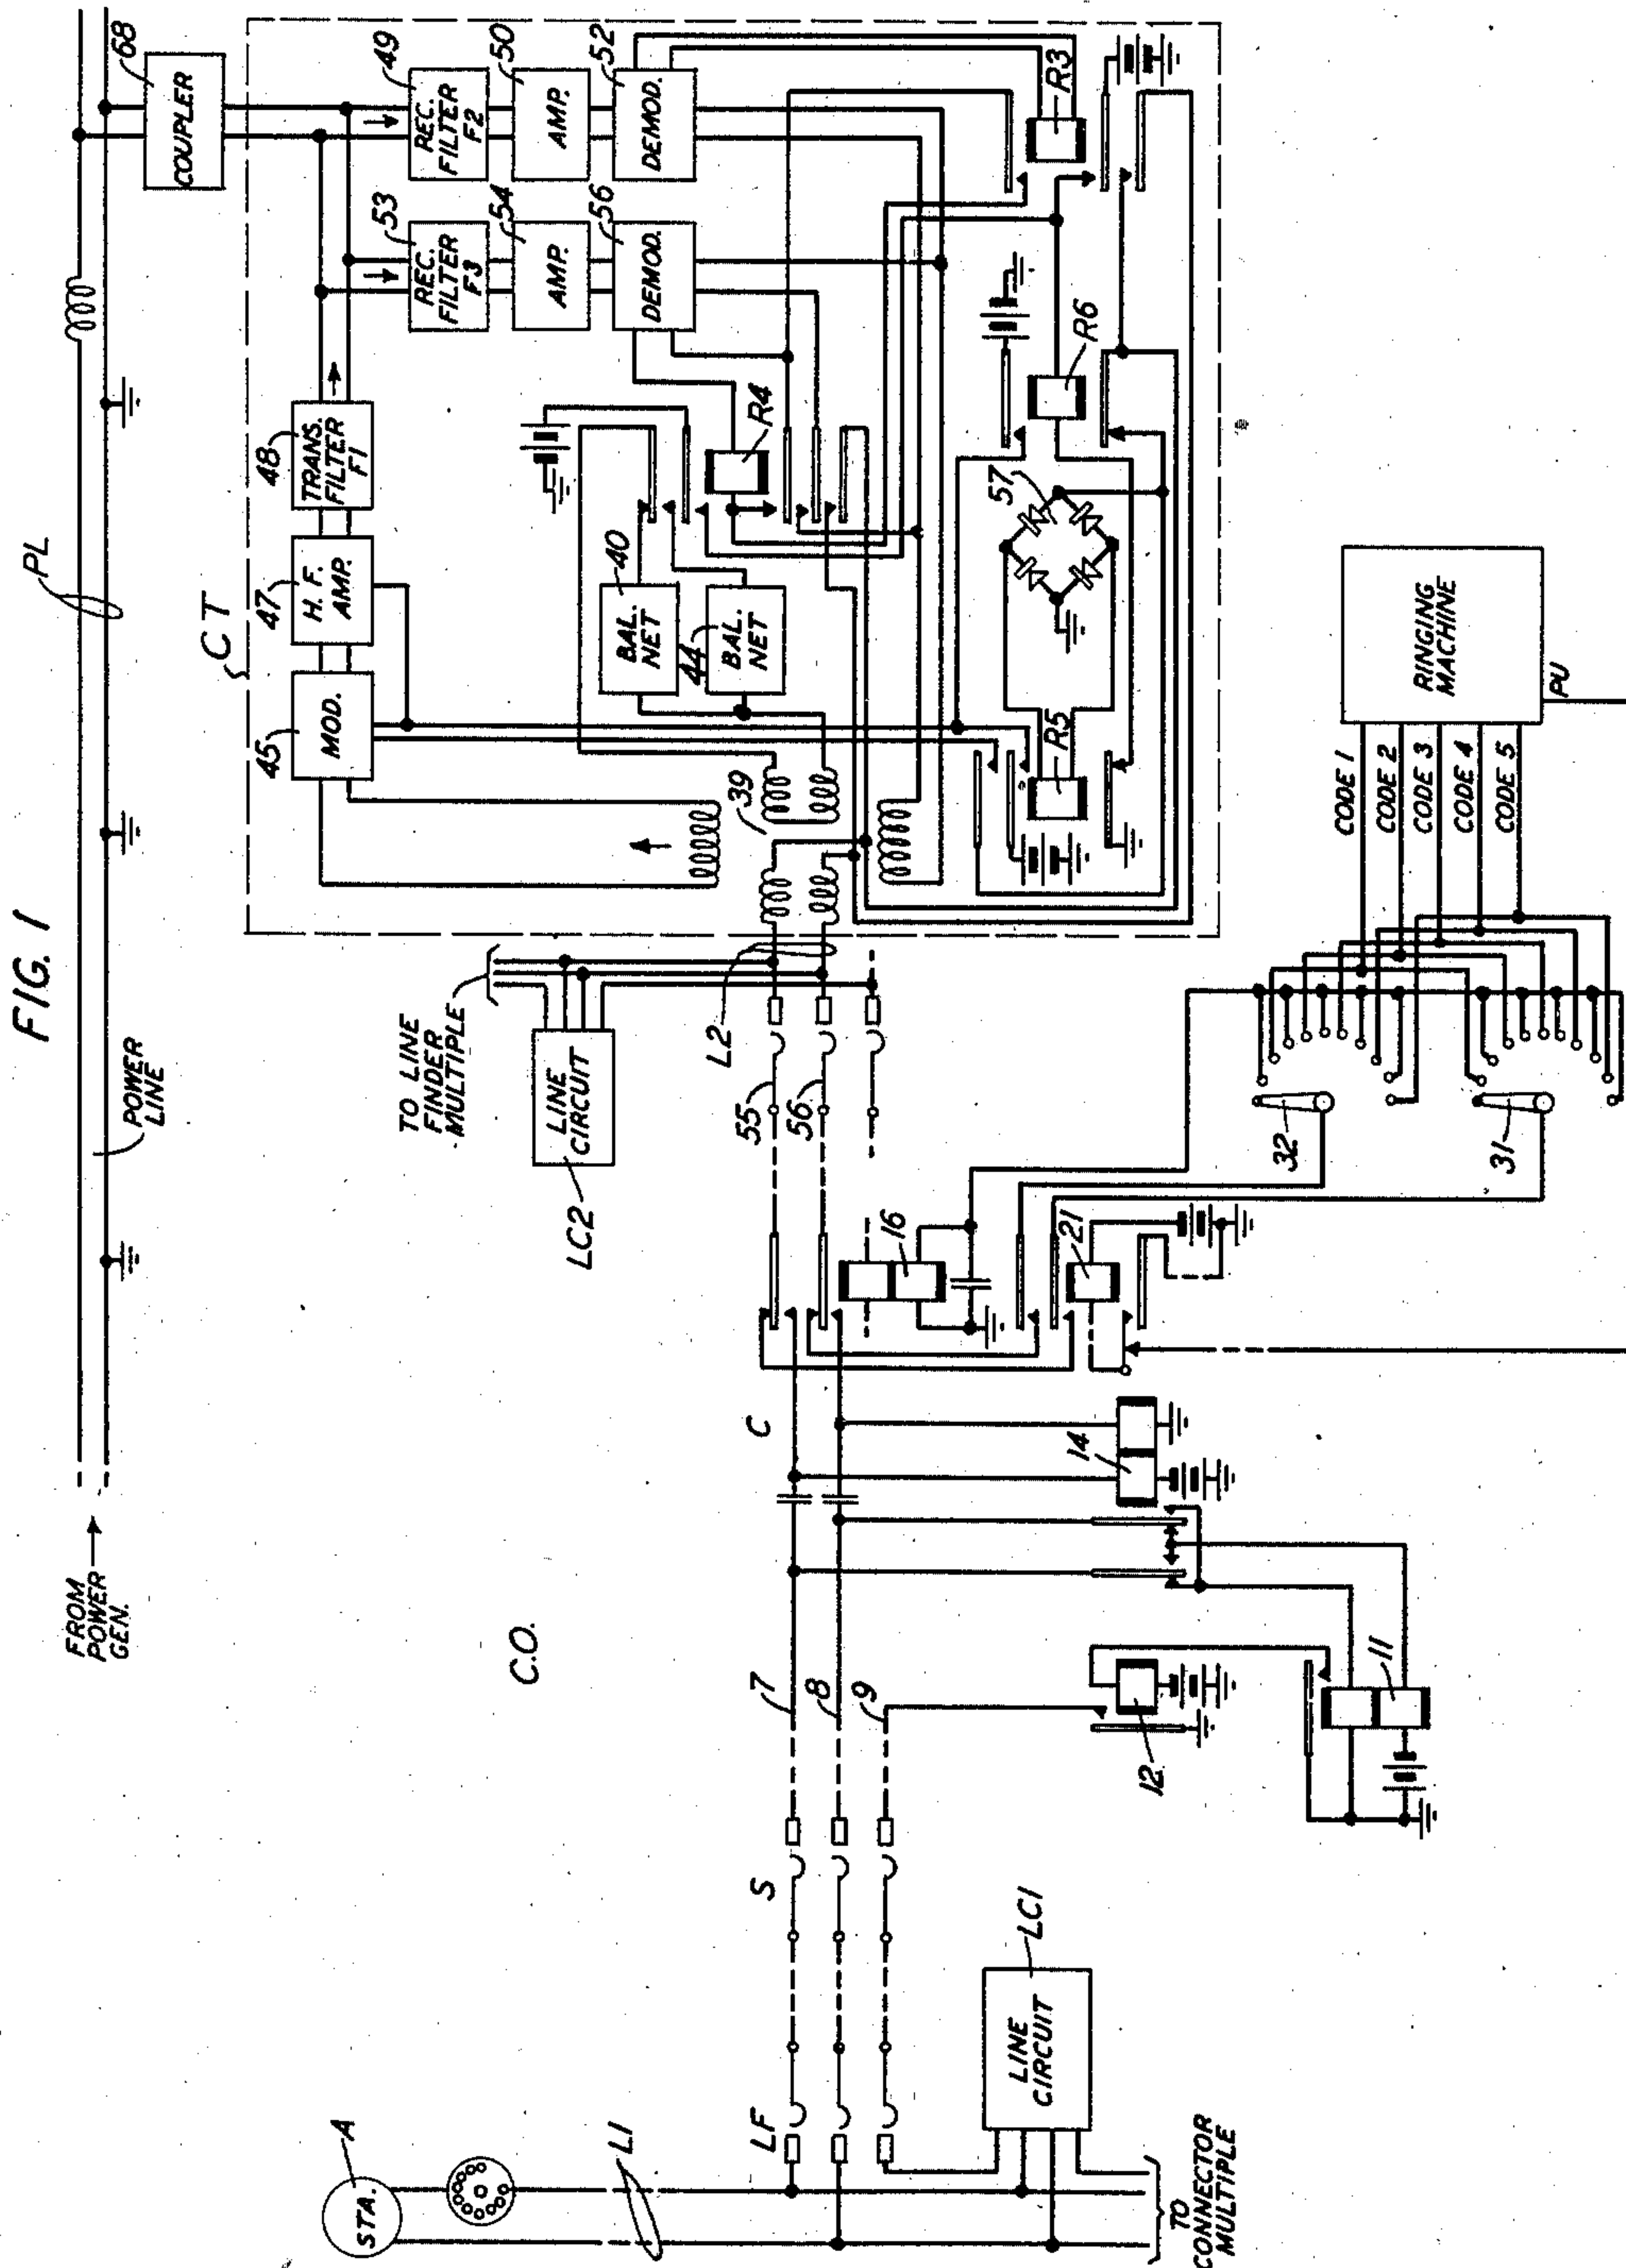 FIG. 1
FROM
POWER
GEN.
POWER
LINE
PL
68
COUPLER
CT
45
MOD.
47
H. F.
AMP.
48
TRANS.
FILTER
F1
53
REC.
FILTER
F3
49
REC.
FILTER
F2
54
AMP.
50
AMP.
56
DEMOD.
52
DEMOD.
40
BAL.
NET
44
BAL.
NET
39
R4
R3
R6
57
R5
TO LINE
FINDER
MULTIPLE
LINE
CIRCUIT
LC2
L2
55
56
C.O.
A
STA.
L1
LF
S
7
8
9
C
16
21
14
12
11
LINE
CIRCUIT
LC1
TO
CONNECTOR
MULTIPLE
32
31
CODE 1
CODE 2
CODE 3
CODE 4
CODE 5
RINGING
MACHINE
PU